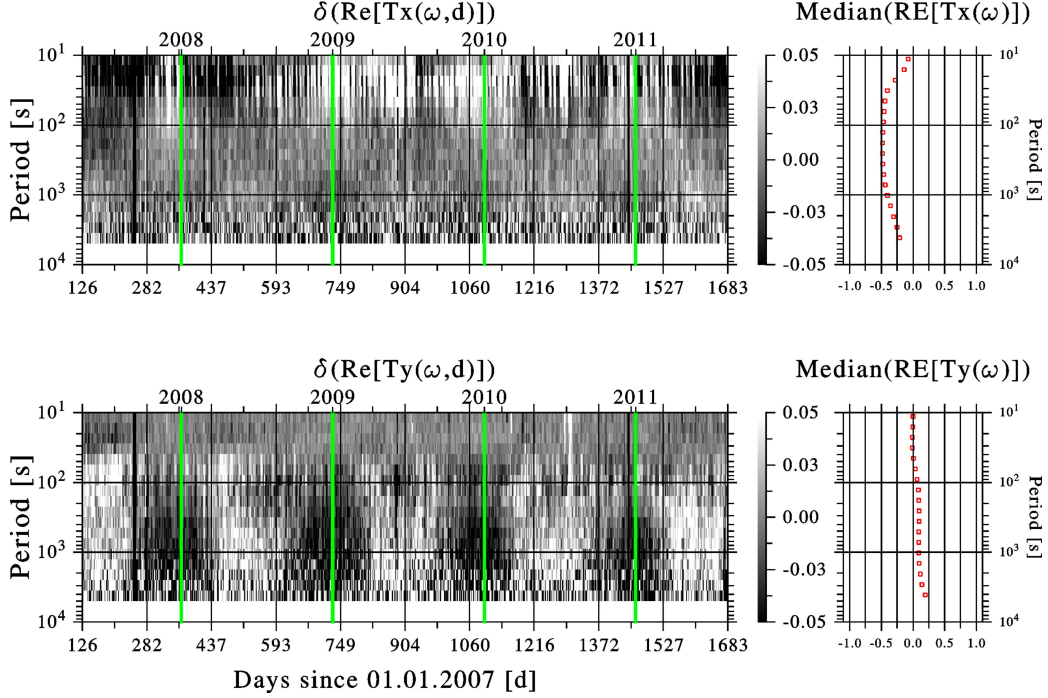 δ(Re[Tx(ω,d)])
Median(RE[Tx(ω)])
2008 2009 2010 2011
10¹ 10² 10³ 10⁴
Period [s]
126 282 437 593 749 904 1060 1216 1372 1527 1683
0.05 0.03 0.00 -0.03 -0.05
10¹ 10² 10³ 10⁴
Period [s]
-1.0 -0.5 0.0 0.5 1.0
δ(Re[Ty(ω,d)])
Median(RE[Ty(ω)])
2008 2009 2010 2011
10¹ 10² 10³ 10⁴
Period [s]
126 282 437 593 749 904 1060 1216 1372 1527 1683
0.05 0.03 0.00 -0.03 -0.05
10¹ 10² 10³ 10⁴
Period [s]
-1.0 -0.5 0.0 0.5 1.0
Days since 01.01.2007 [d]